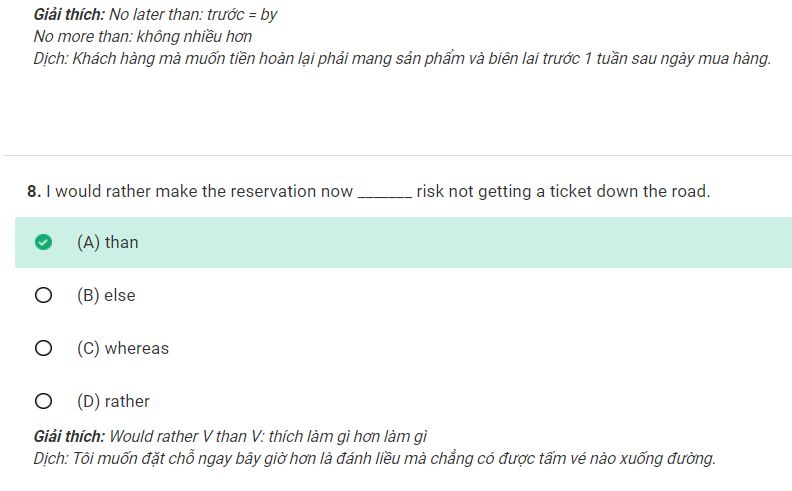 Giải thích: No later than: trước = by
No more than: không nhiều hơn
Dịch: Khách hàng mà muốn tiền hoàn lại phải mang sản phẩm và biên lai trước 1 tuần sau ngày mua hàng.
8. I would rather make the reservation now _______ risk not getting a ticket down the road.
(A) than
(B) else
(C) whereas
(D) rather
Giải thích: Would rather V than V: thích làm gì hơn làm gì
Dịch: Tôi muốn đặt chỗ ngay bây giờ hơn là đánh liều mà chẳng có được tấm vé nào xuống đường.